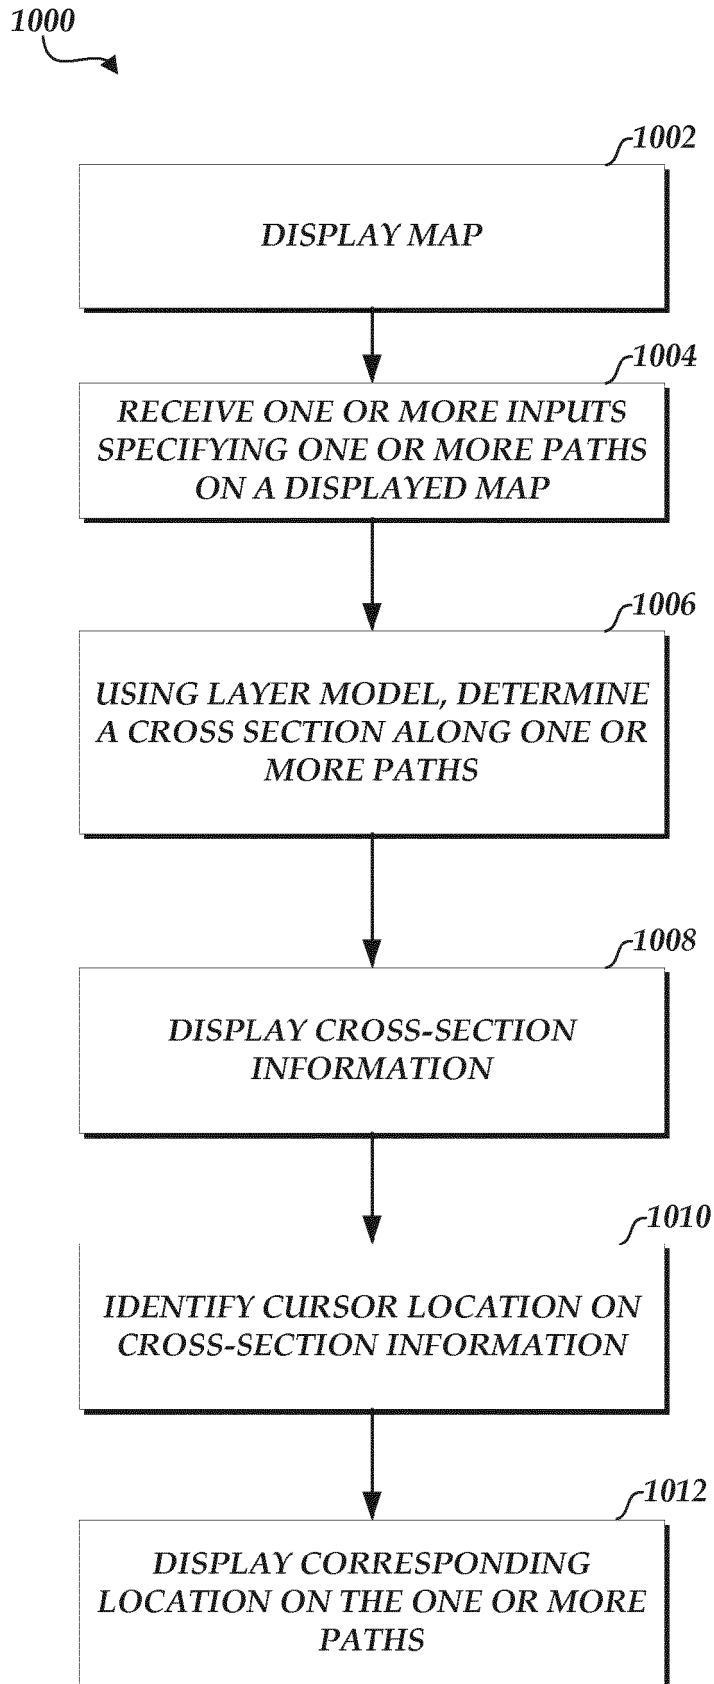 1000
1002
DISPLAY MAP
1004
RECEIVE ONE OR MORE INPUTS
SPECIFYING ONE OR MORE PATHS
ON A DISPLAYED MAP
1006
USING LAYER MODEL, DETERMINE
A CROSS SECTION ALONG ONE OR
MORE PATHS
1008
DISPLAY CROSS-SECTION
INFORMATION
1010
IDENTIFY CURSOR LOCATION ON
CROSS-SECTION INFORMATION
1012
DISPLAY CORRESPONDING
LOCATION ON THE ONE OR MORE
PATHS